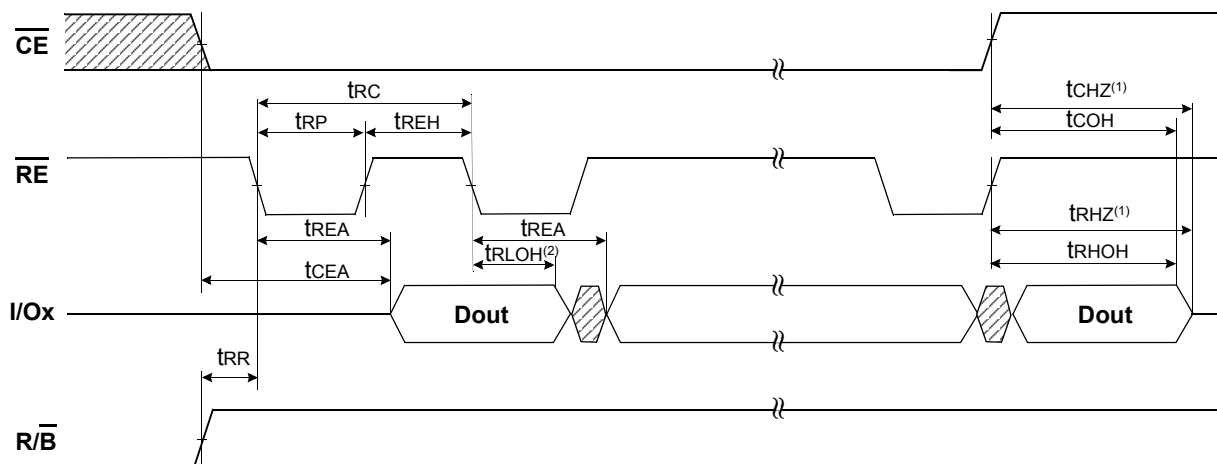 CE
tRC
tCHZ(1)
tRP
tREH
tCOH
RE
tREA
tREA
tRHZ(1)
tCEA
tRLOH(2)
tRHOH
I/Ox
Dout
Dout
tRR
R/B